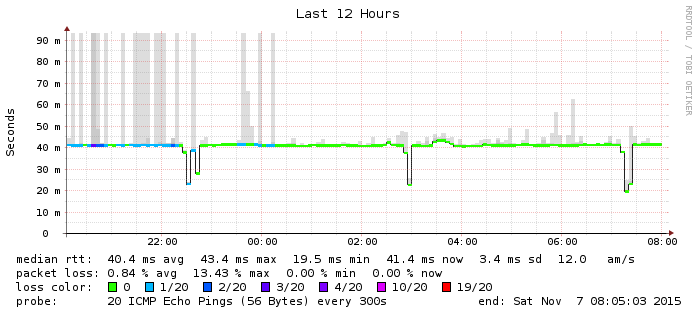 Last 12 Hours
RRDTOOL / TOBI OETIKER
Seconds
90 m
80 m
70 m
60 m
50 m
40 m
30 m
20 m
10 m
0
22:00 00:00 02:00 04:00 06:00 08:00
median rtt: 40.4 ms avg 43.4 ms max 19.5 ms min 41.4 ms now 3.4 ms sd 12.0 am/s
packet loss: 0.84 % avg 13.43 % max 0.00 % min 0.00 % now
loss color: 0 1/20 2/20 3/20 4/20 10/20 19/20
probe: 20 ICMP Echo Pings (56 Bytes) every 300s end: Sat Nov 7 08:05:03 2015